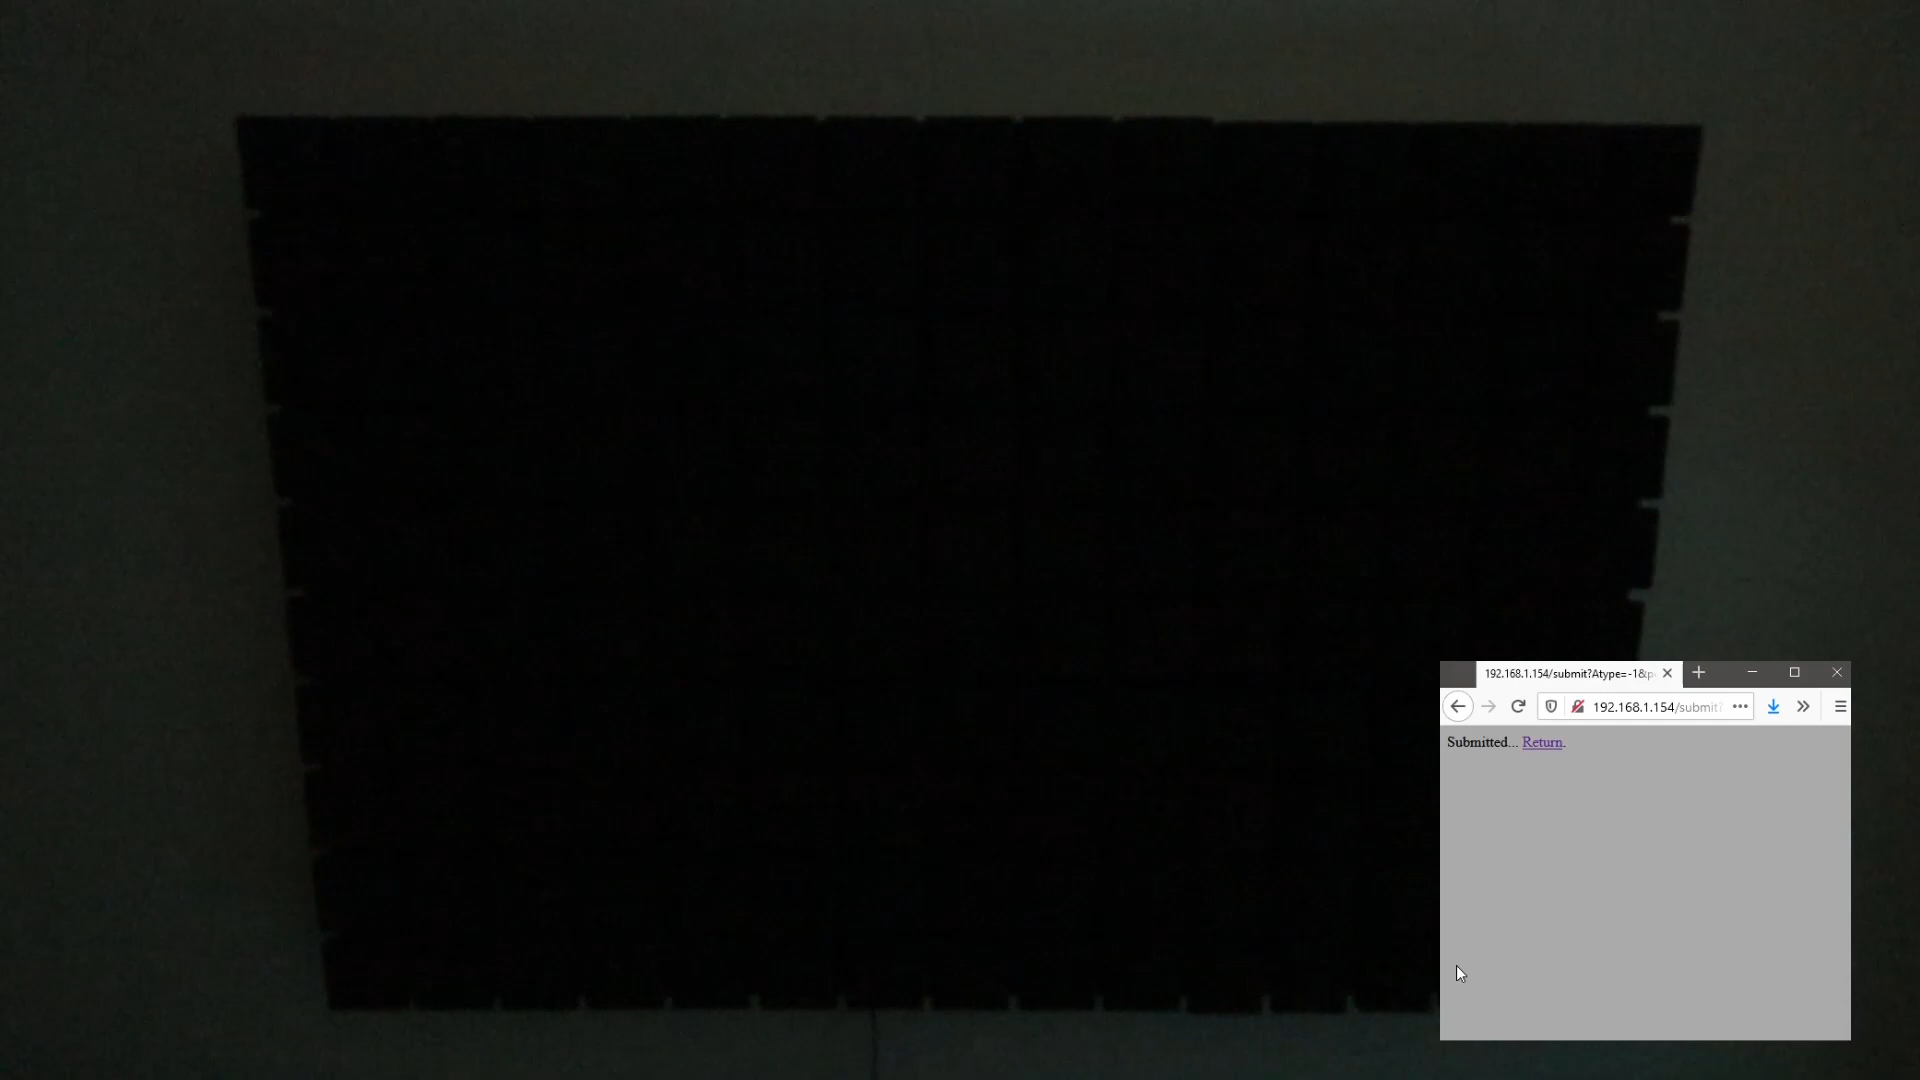 192.168.1.154/submit?Atype=-1&p
192.168.1.154/submit?
Submitted... Return.